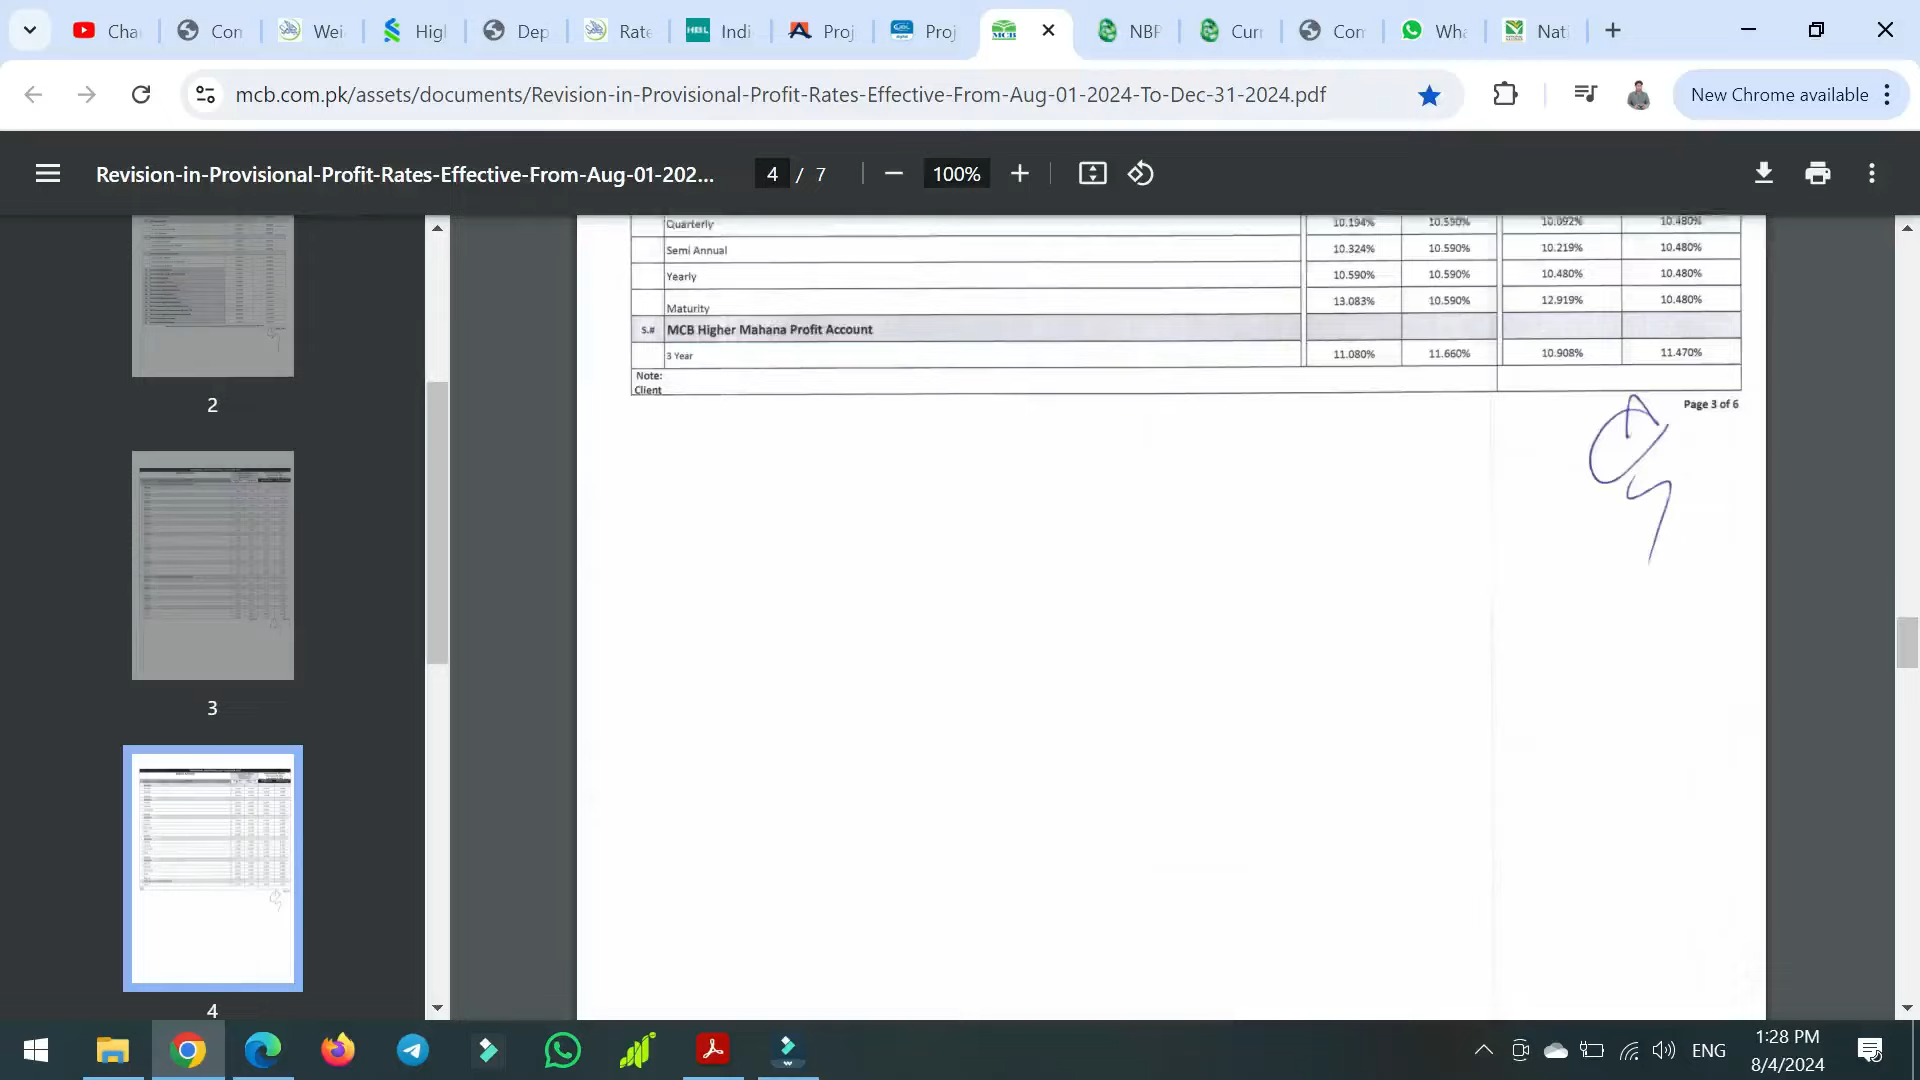 Cha
Con
Wei
Higl
Dep
Rate
HBL
Indi
Proj
Proj
MCB
NBP
Curr
Con
Wha
Nati
mcb.com.pk/assets/documents/Revision-in-Provisional-Profit-Rates-Effective-From-Aug-01-2024-To-Dec-31-2024.pdf
New Chrome available
Revision-in-Provisional-Profit-Rates-Effective-From-Aug-01-202...
4 / 7
100%
2
3
4
Quarterly 10.194% 10.590% 10.092% 10.480%
Semi Annual 10.324% 10.590% 10.219% 10.480%
Yearly 10.590% 10.590% 10.480% 10.480%
Maturity 13.083% 10.590% 12.919% 10.480%
S.# MCB Higher Mahana Profit Account
3 Year 11.080% 11.660% 10.908% 11.470%
Note:
Client
Page 3 of 6
ENG
1:28 PM
8/4/2024